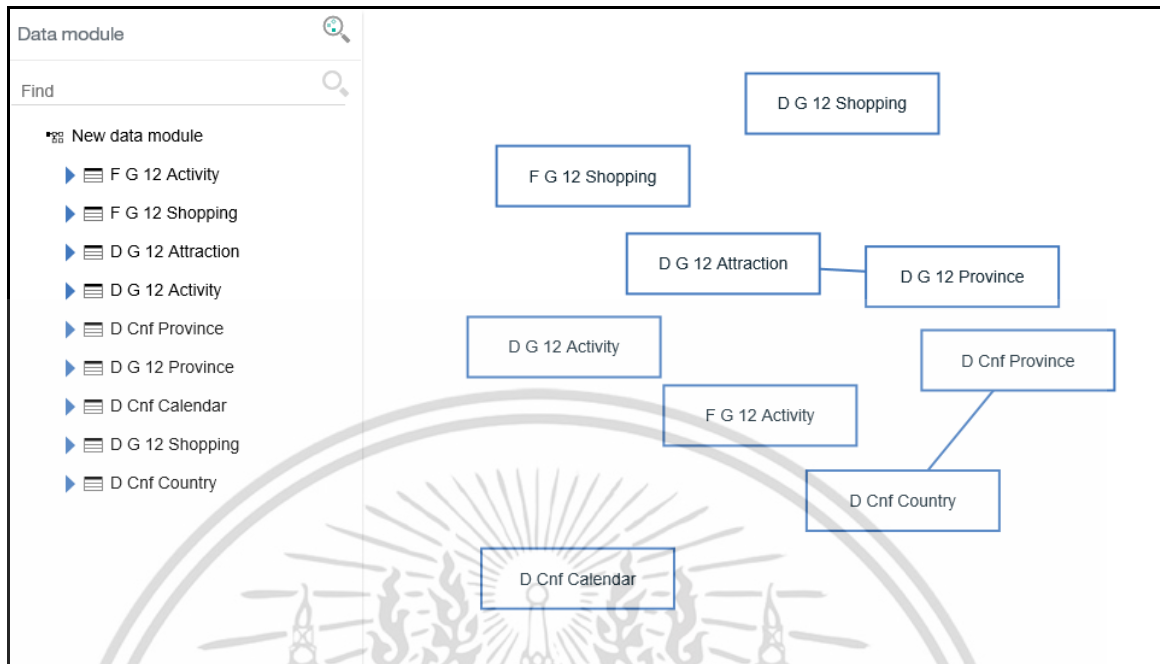 Data module
Find
New data module
F G 12 Activity
F G 12 Shopping
D G 12 Attraction
D G 12 Activity
D Cnf Province
D G 12 Province
D Cnf Calendar
D G 12 Shopping
D Cnf Country
D G 12 Shopping
F G 12 Shopping
D G 12 Attraction
D G 12 Province
D G 12 Activity
D Cnf Province
F G 12 Activity
D Cnf Country
D Cnf Calendar